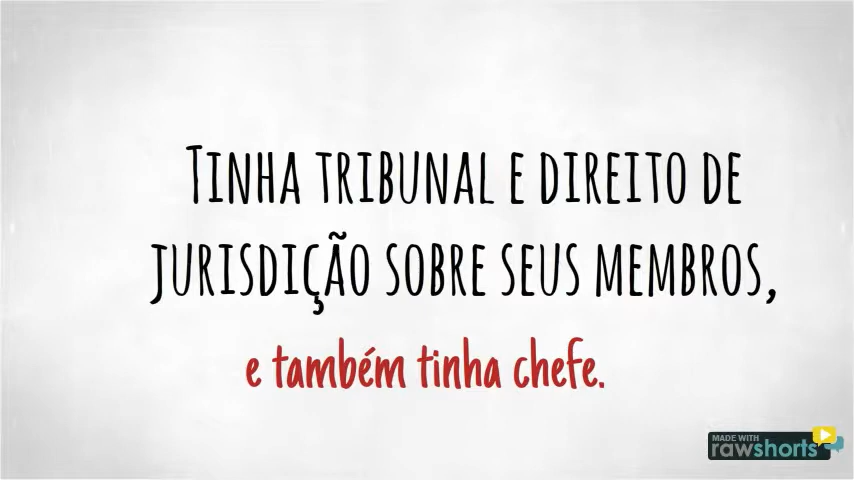 Tinha tribunal e direito de
jurisdição sobre seus membros,
e também tinha chefe.
MADE WITH
rawshorts